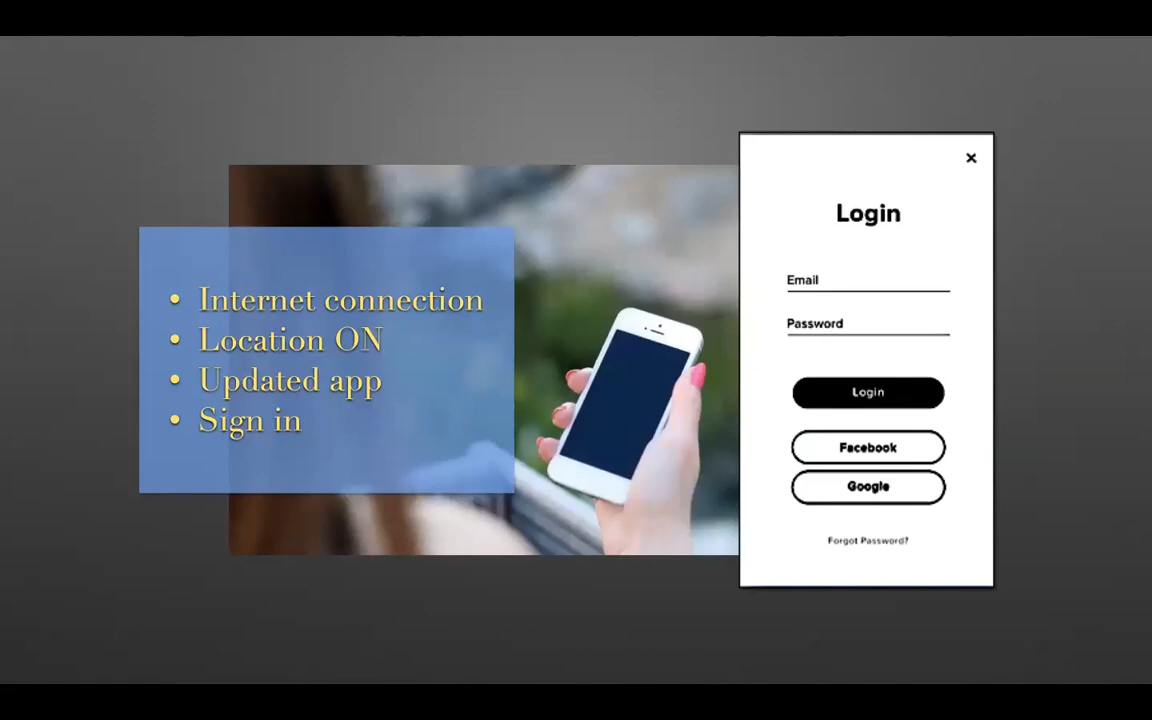 • Internet connection
• Location ON
• Updated app
• Sign in
×
Login
Email
Password
Login
Facebook
Google
Forgot Password?